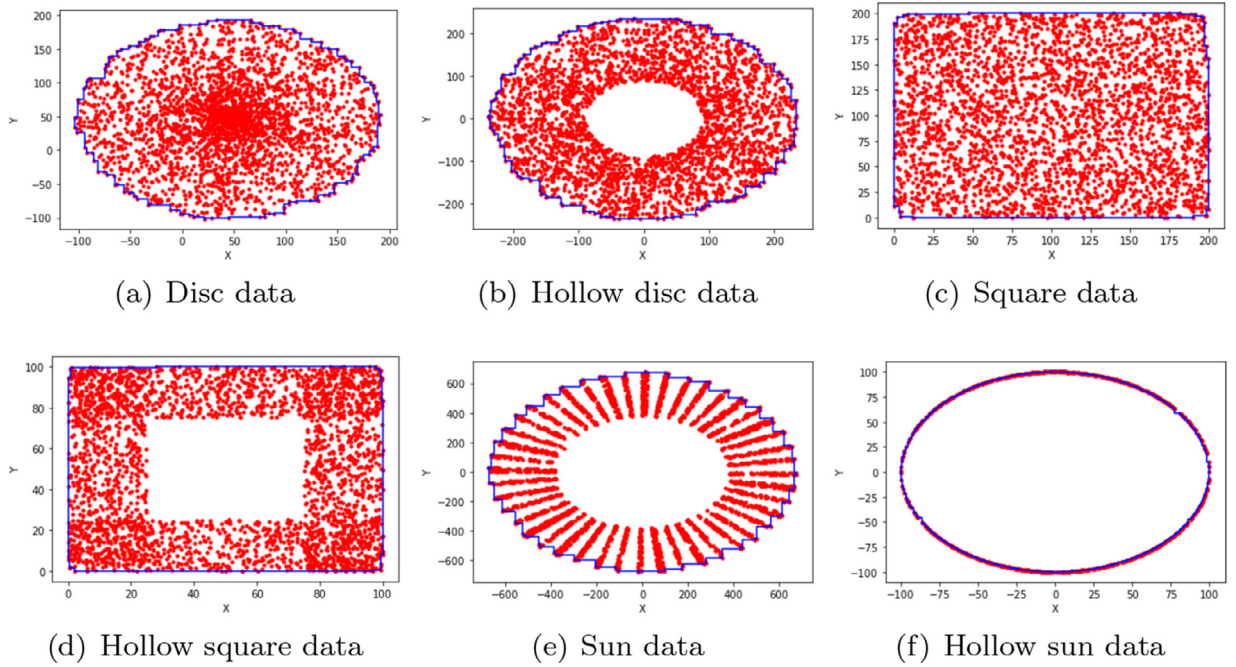 200
150
100
50
0
−50
−100
Y
−100 −50 0 50 100 150 200
X
(a) Disc data
200
100
0
−100
−200
Y
−200 −100 0 100 200
X
(b) Hollow disc data
200
175
150
125
100
75
50
25
0
Y
0 25 50 75 100 125 150 175 200
X
(c) Square data
100
80
60
40
20
0
Y
0 20 40 60 80 100
X
(d) Hollow square data
600
400
200
0
−200
−400
−600
Y
−600 −400 −200 0 200 400 600
X
(e) Sun data
100
75
50
25
0
−25
−50
−75
−100
Y
−100 −75 −50 −25 0 25 50 75 100
X
(f) Hollow sun data